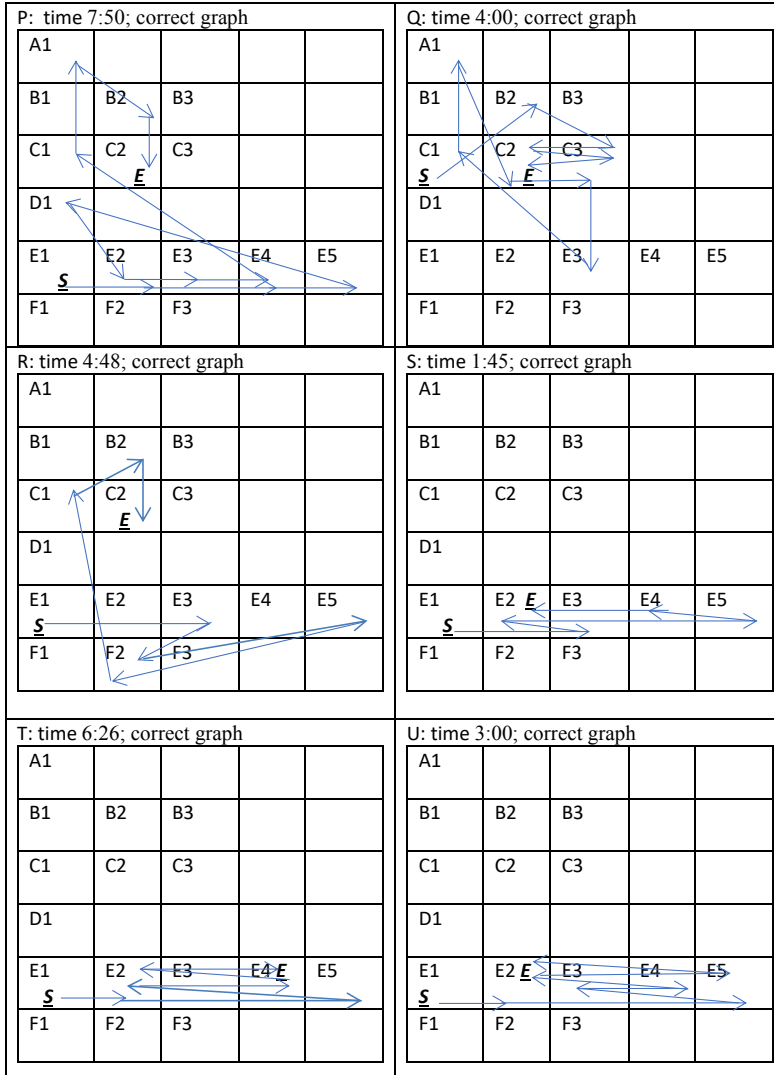 P: time 7:50; correct graph
A1
B1 B2 B3
C1 C2 C3
E
D1
E1 E2 E3 E4 E5
S
F1 F2 F3
Q: time 4:00; correct graph
A1
B1 B2 B3
C1 C2 C3
S E
D1
E1 E2 E3 E4 E5
F1 F2 F3
R: time 4:48; correct graph
A1
B1 B2 B3
C1 C2 C3
E
D1
E1 E2 E3 E4 E5
S
F1 F2 F3
S: time 1:45; correct graph
A1
B1 B2 B3
C1 C2 C3
D1
E1 E2 E E3 E4 E5
S
F1 F2 F3
T: time 6:26; correct graph
A1
B1 B2 B3
C1 C2 C3
D1
E1 E2 E3 E4 E E5
S
F1 F2 F3
U: time 3:00; correct graph
A1
B1 B2 B3
C1 C2 C3
D1
E1 E2 E E3 E4 E5
S
F1 F2 F3